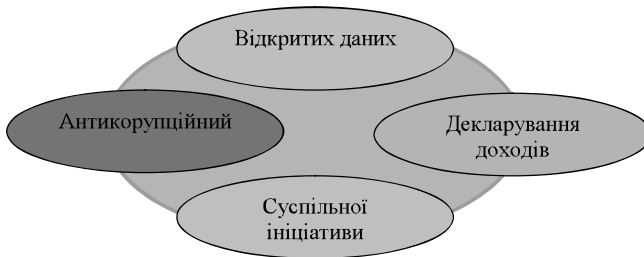 Відкритих даних
Антикорупційний
Декларування
доходів
Суспільної
ініціативи